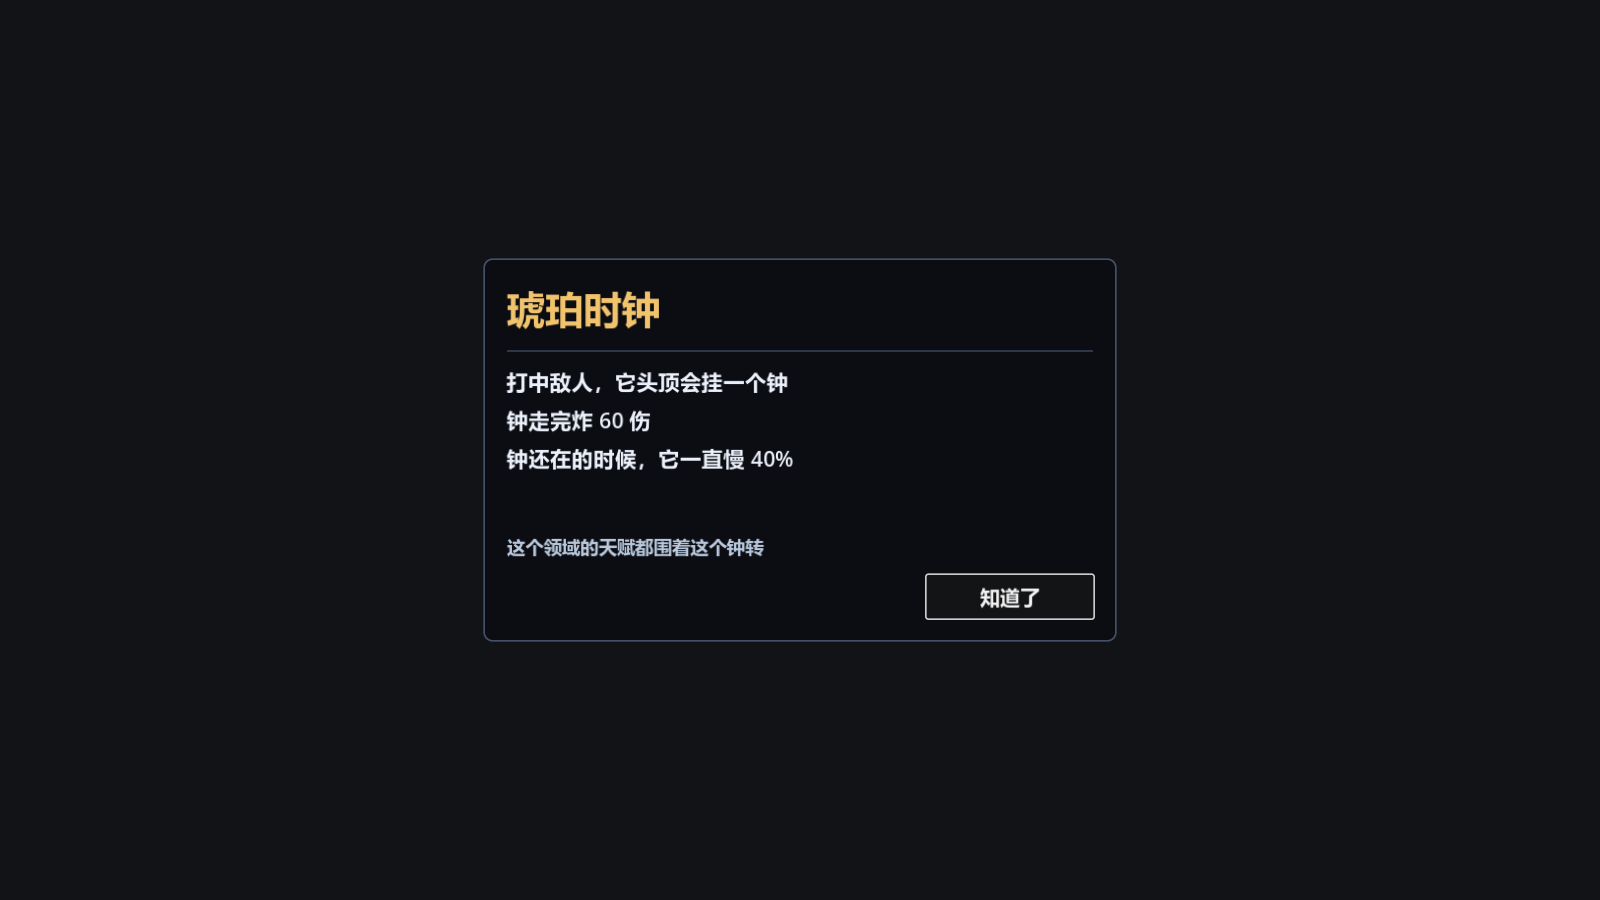 琥珀时钟
打中敌人，它头顶会挂一个钟
钟走完炸 60 伤
钟还在的时候，它一直慢 40%
这个领域的天赋都围着这个钟转
知道了